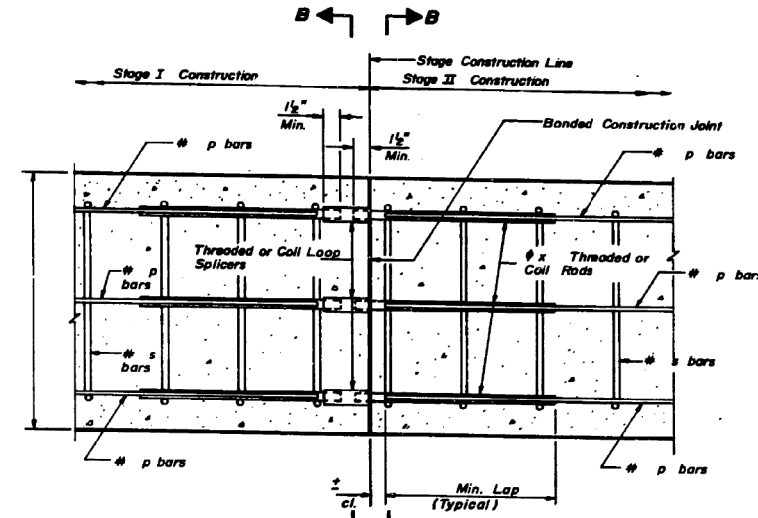 B B
Stage Construction Line
Stage I Construction
Stage II Construction
1½"
Min.
1½"
Min.
Bonded Construction Joint
# p bars
# p bars
Threaded or Coil Loop
Splicers
ϕ x Threaded or
Coil Rods
# p
bars
# p bars
# s
bars
# s bars
# p bars
# p bars
±
cl.
Min. Lap
(Typical)